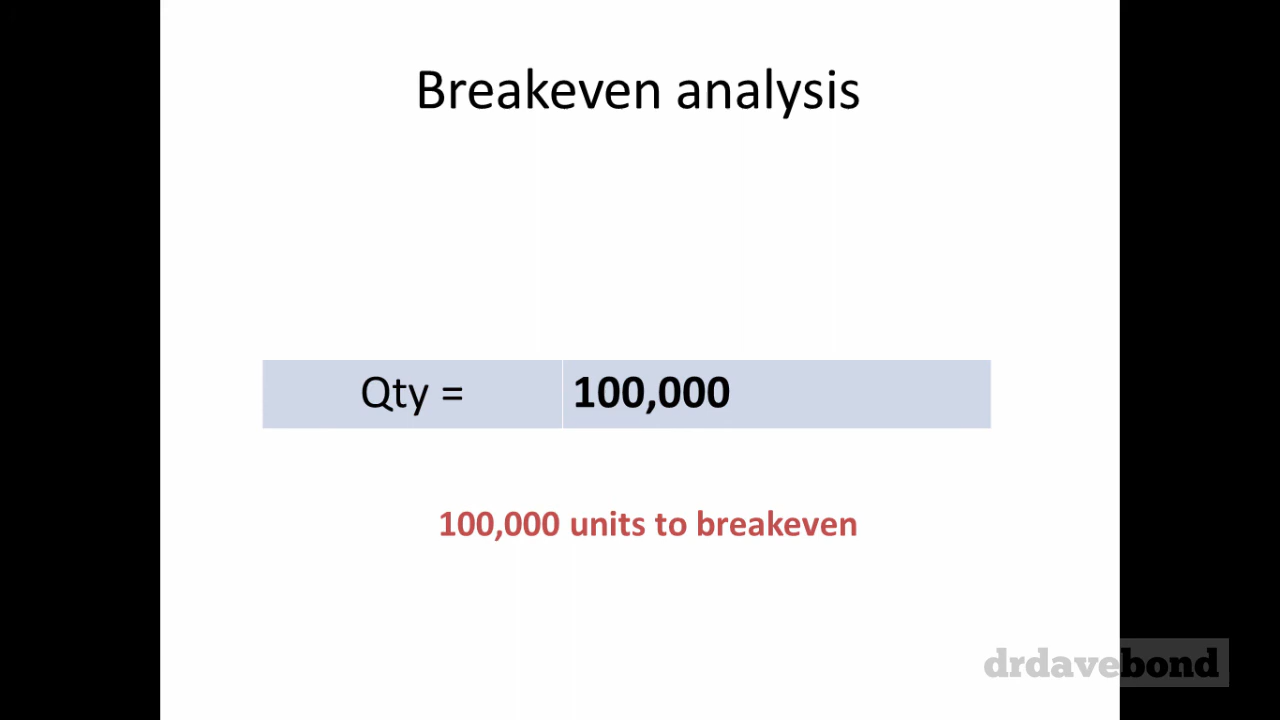 Breakeven analysis
Qty = 100,000
100,000 units to breakeven
drdavebond